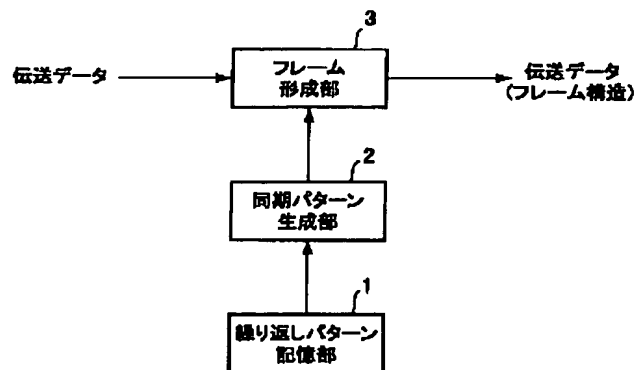 3
伝送データ
フレーム
形成部
伝送データ
(フレーム構造)
2
同期パターン
生成部
1
繰り返しパターン
記憶部